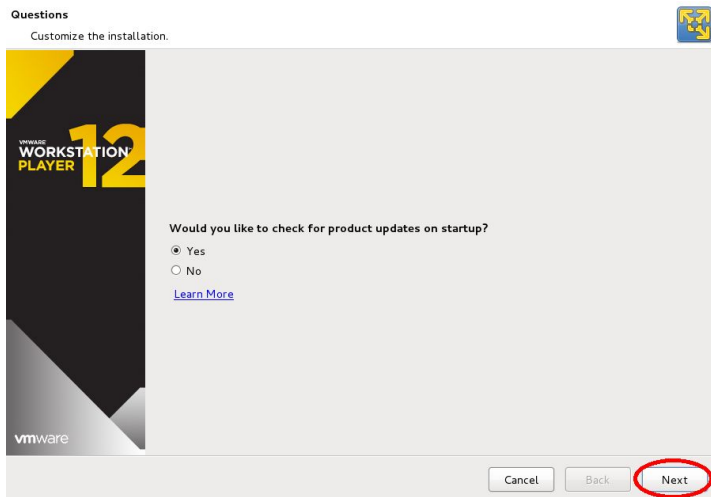 Questions
Customize the installation.
VMWARE
WORKSTATION
PLAYER
12
Would you like to check for product updates on startup?
Yes
No
Learn More
vmware
Cancel
Back
Next